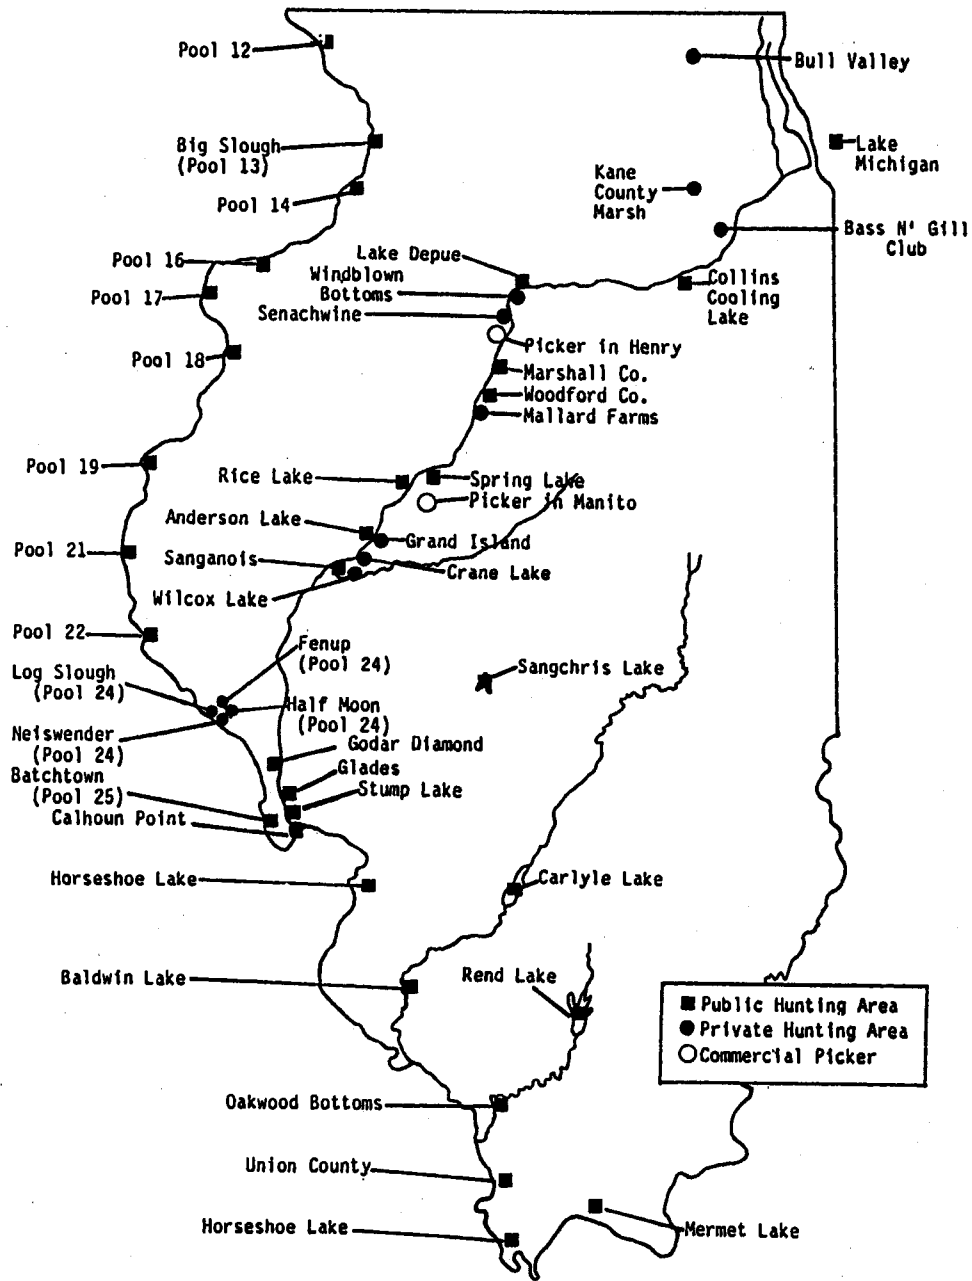 Pool 12
Bull Valley
Big Slough
(Pool 13)
Lake
Michigan
Kane
County
Marsh
Pool 14
Bass N' Gill
Club
Pool 16
Lake Depue
Windblown
Bottoms
Collins
Cooling
Lake
Pool 17
Senachwine
Picker in Henry
Pool 18
Marshall Co.
Woodford Co.
Mallard Farms
Pool 19
Rice Lake
Spring Lake
Picker in Manito
Anderson Lake
Grand Island
Pool 21
Sanganois
Crane Lake
Wilcox Lake
Pool 22
Fenup
(Pool 24)
Log Slough
(Pool 24)
Sangchris Lake
Half Moon
(Pool 24)
Neiswender
(Pool 24)
Godar Diamond
Batchtown
(Pool 25)
Glades
Stump Lake
Calhoun Point
Horseshoe Lake
Carlyle Lake
Baldwin Lake
Rend Lake
Public Hunting Area
Private Hunting Area
Commercial Picker
Oakwood Bottoms
Union County
Horseshoe Lake
Mermet Lake